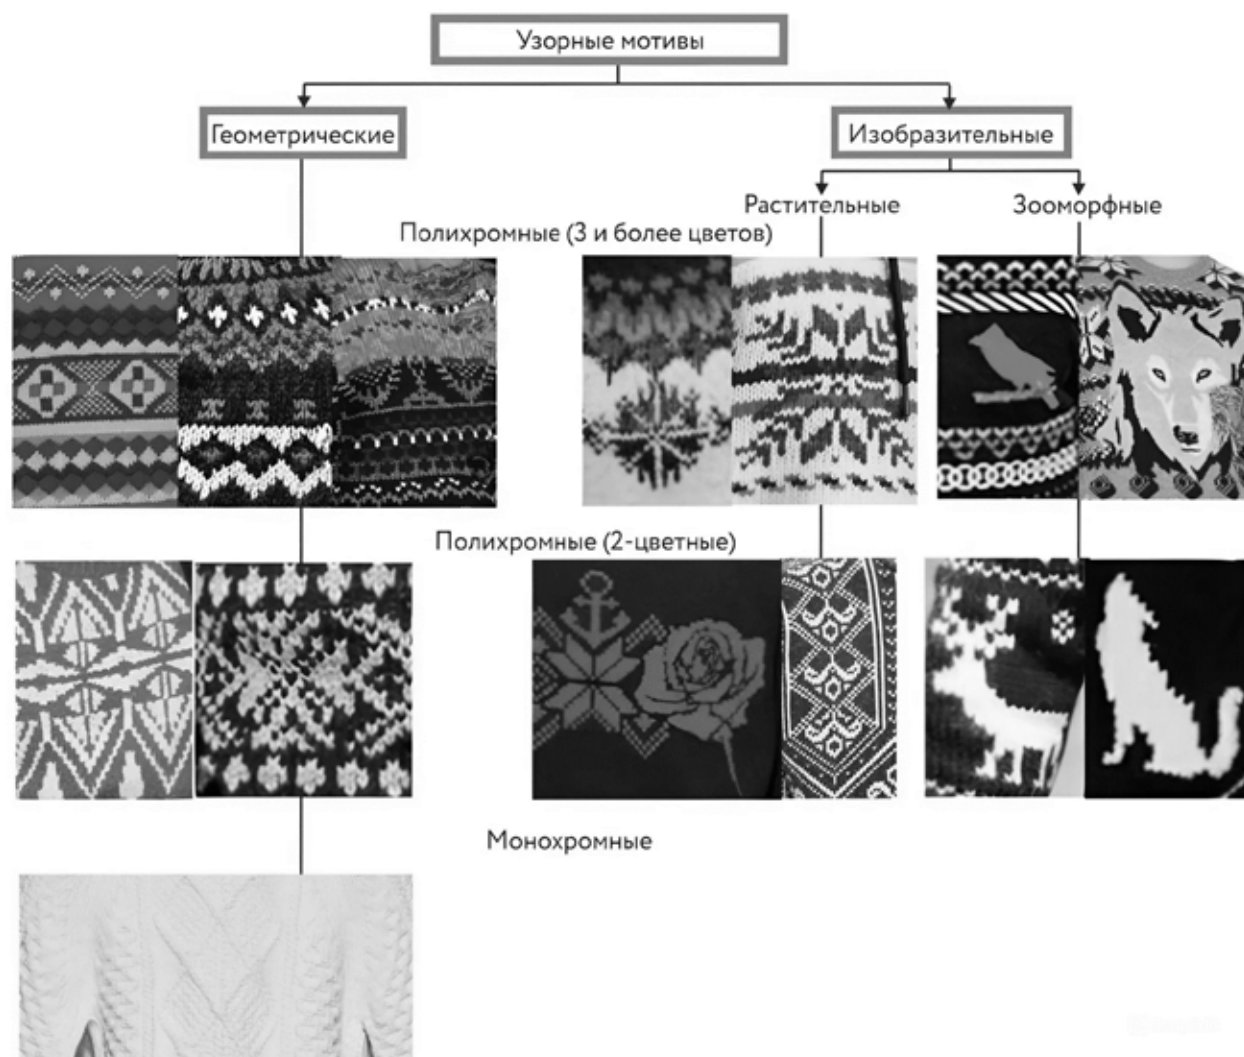 Узорные мотивы
Геометрические
Изобразительные
Растительные
Зооморфные
Полихромные (3 и более цветов)
Полихромные (2-цветные)
Монохромные